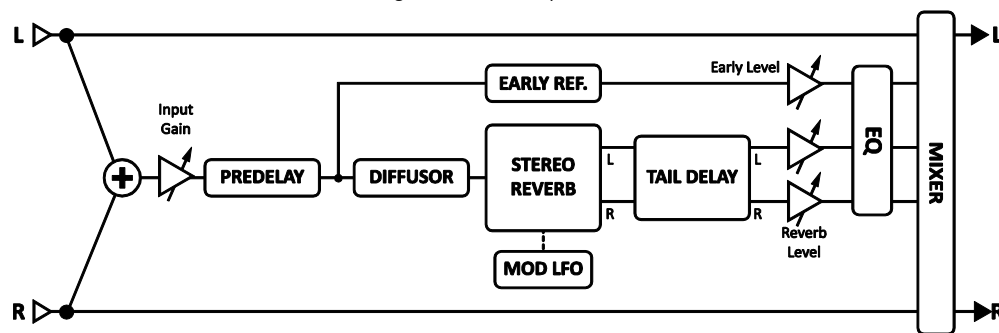 L
L
EARLY REF.
Early Level
Input
Gain
PREDELAY
DIFFUSOR
STEREO
REVERB
L
R
TAIL DELAY
L
R
EQ
MIXER
Reverb
Level
MOD LFO
R
R